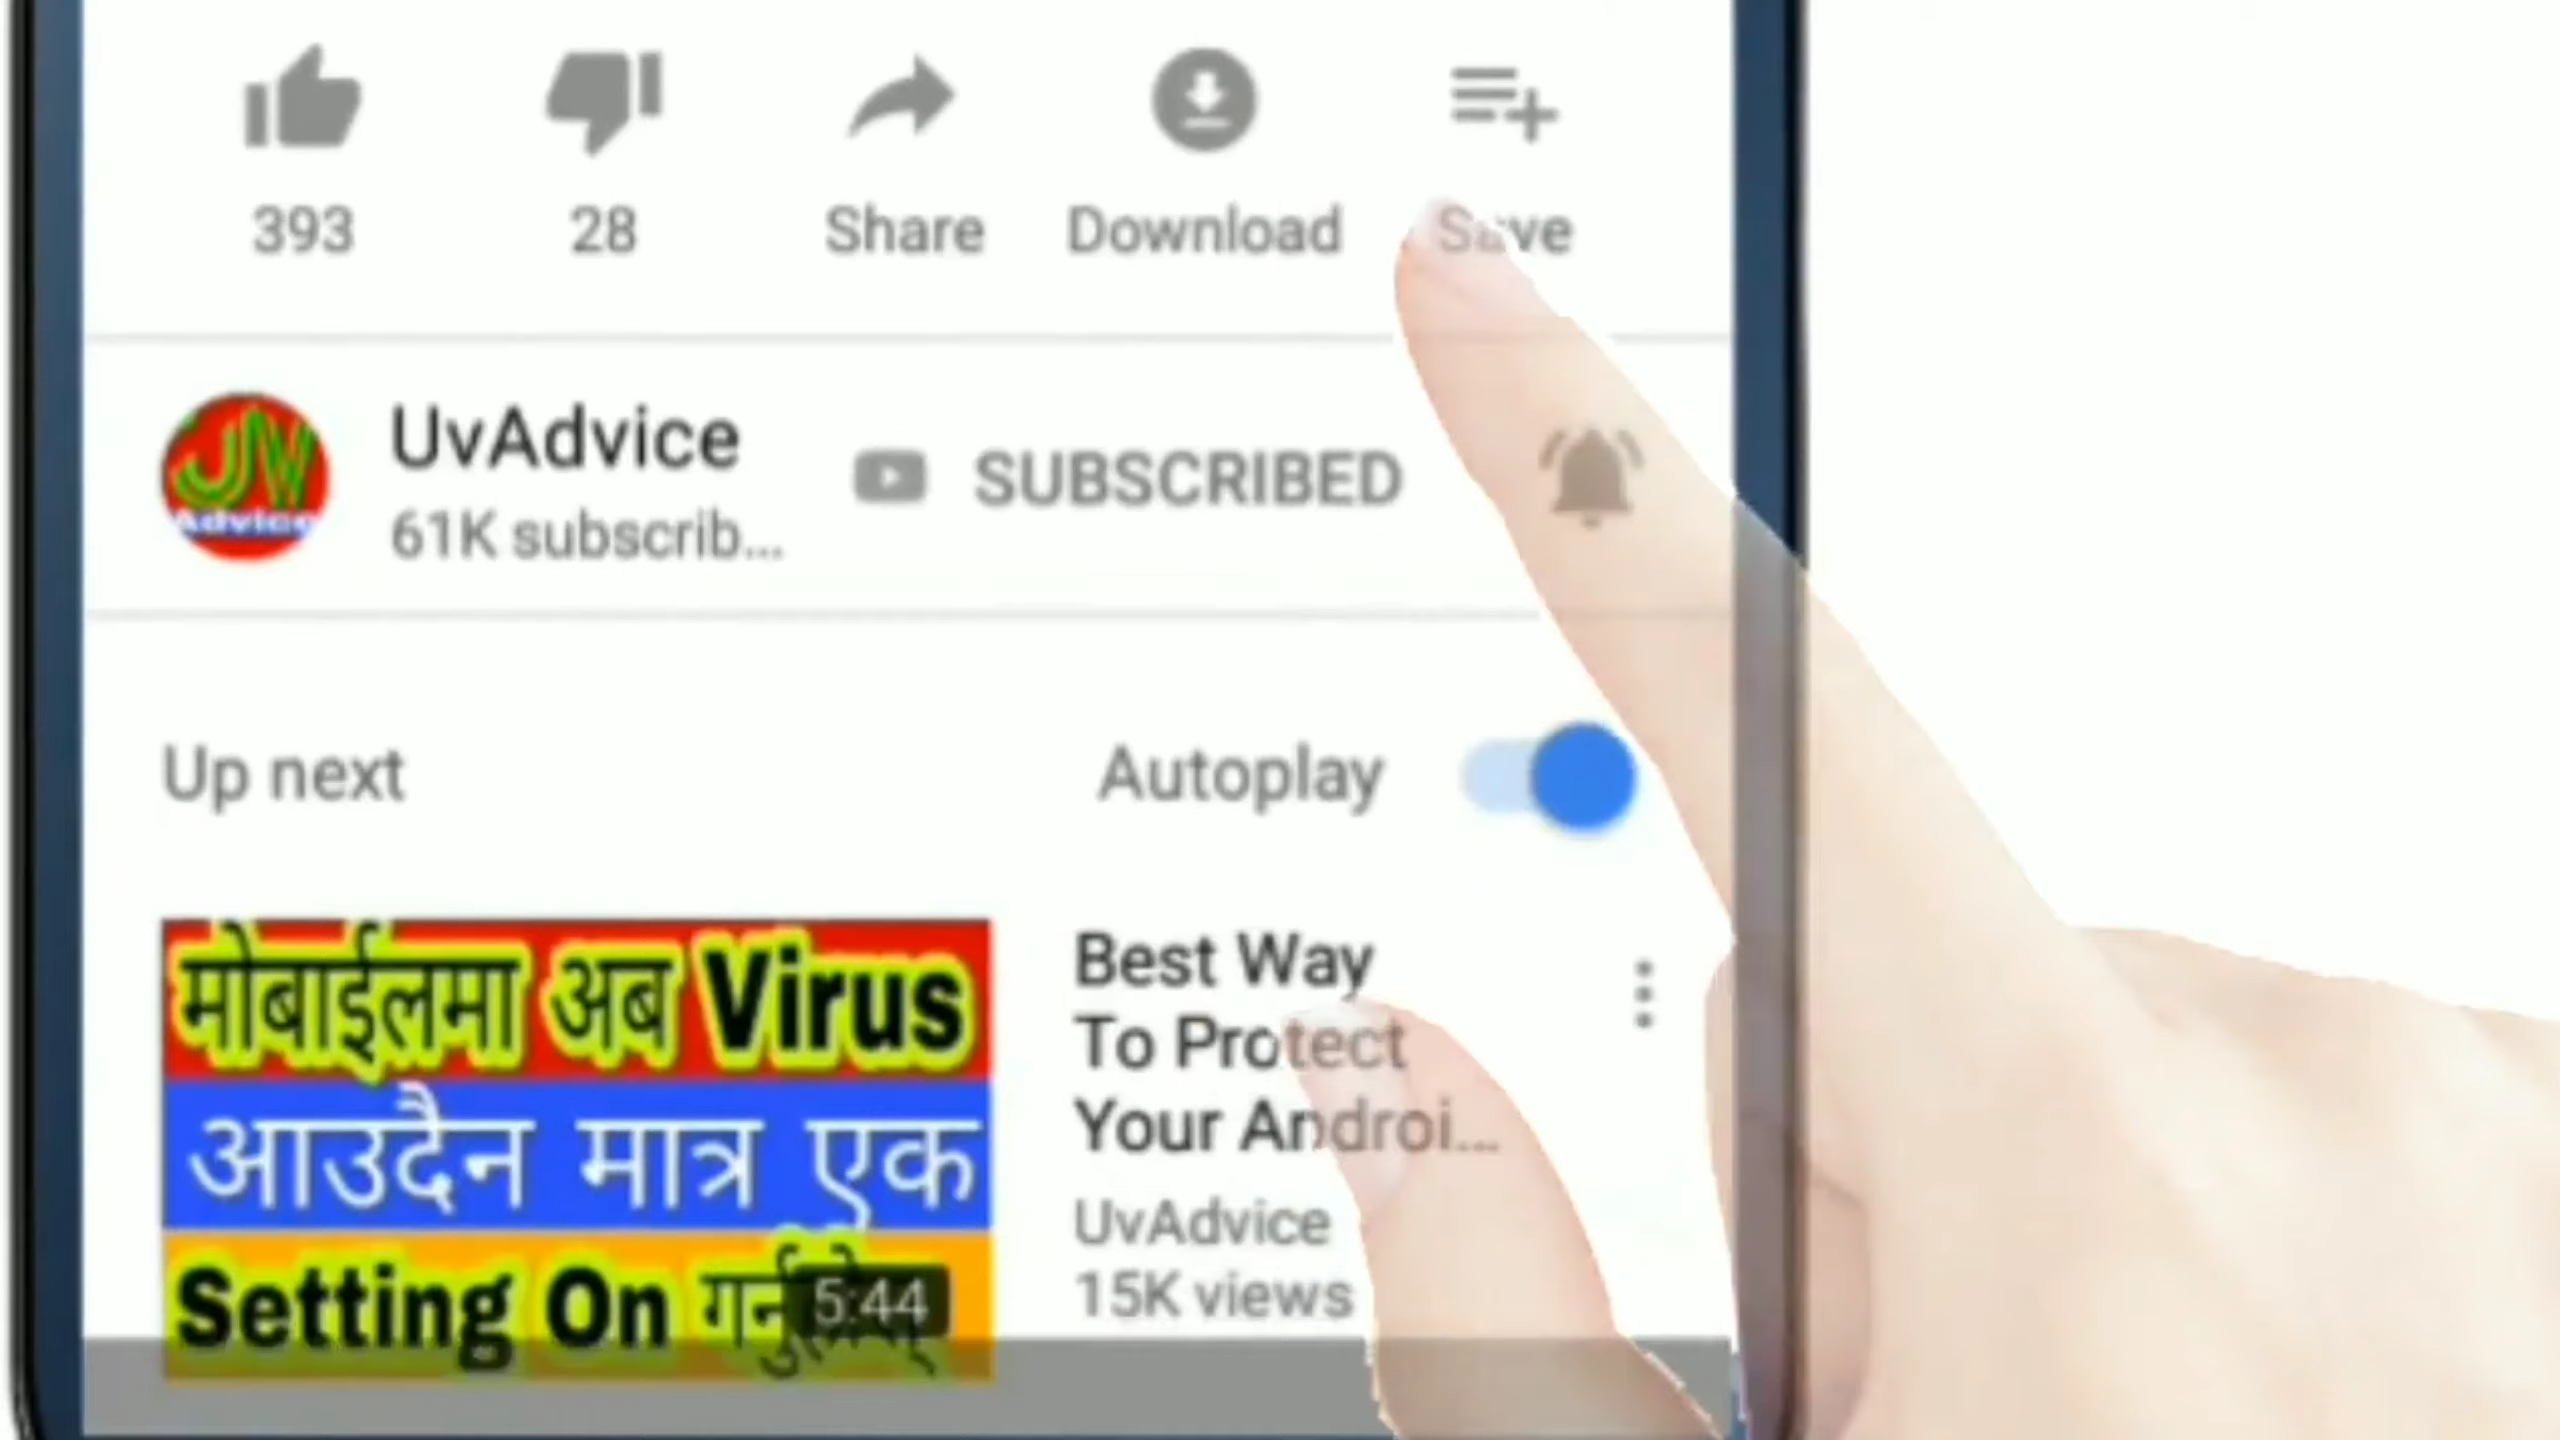 393 28 Share Download Save
UvAdvice
SUBSCRIBED
61K subscrib...
Up next Autoplay
मोबाईलमा अब Virus
आउदैन मात्र एक
Setting On
5:44
Best Way
To Protect
Your Androi...
UvAdvice
15K views
Advice